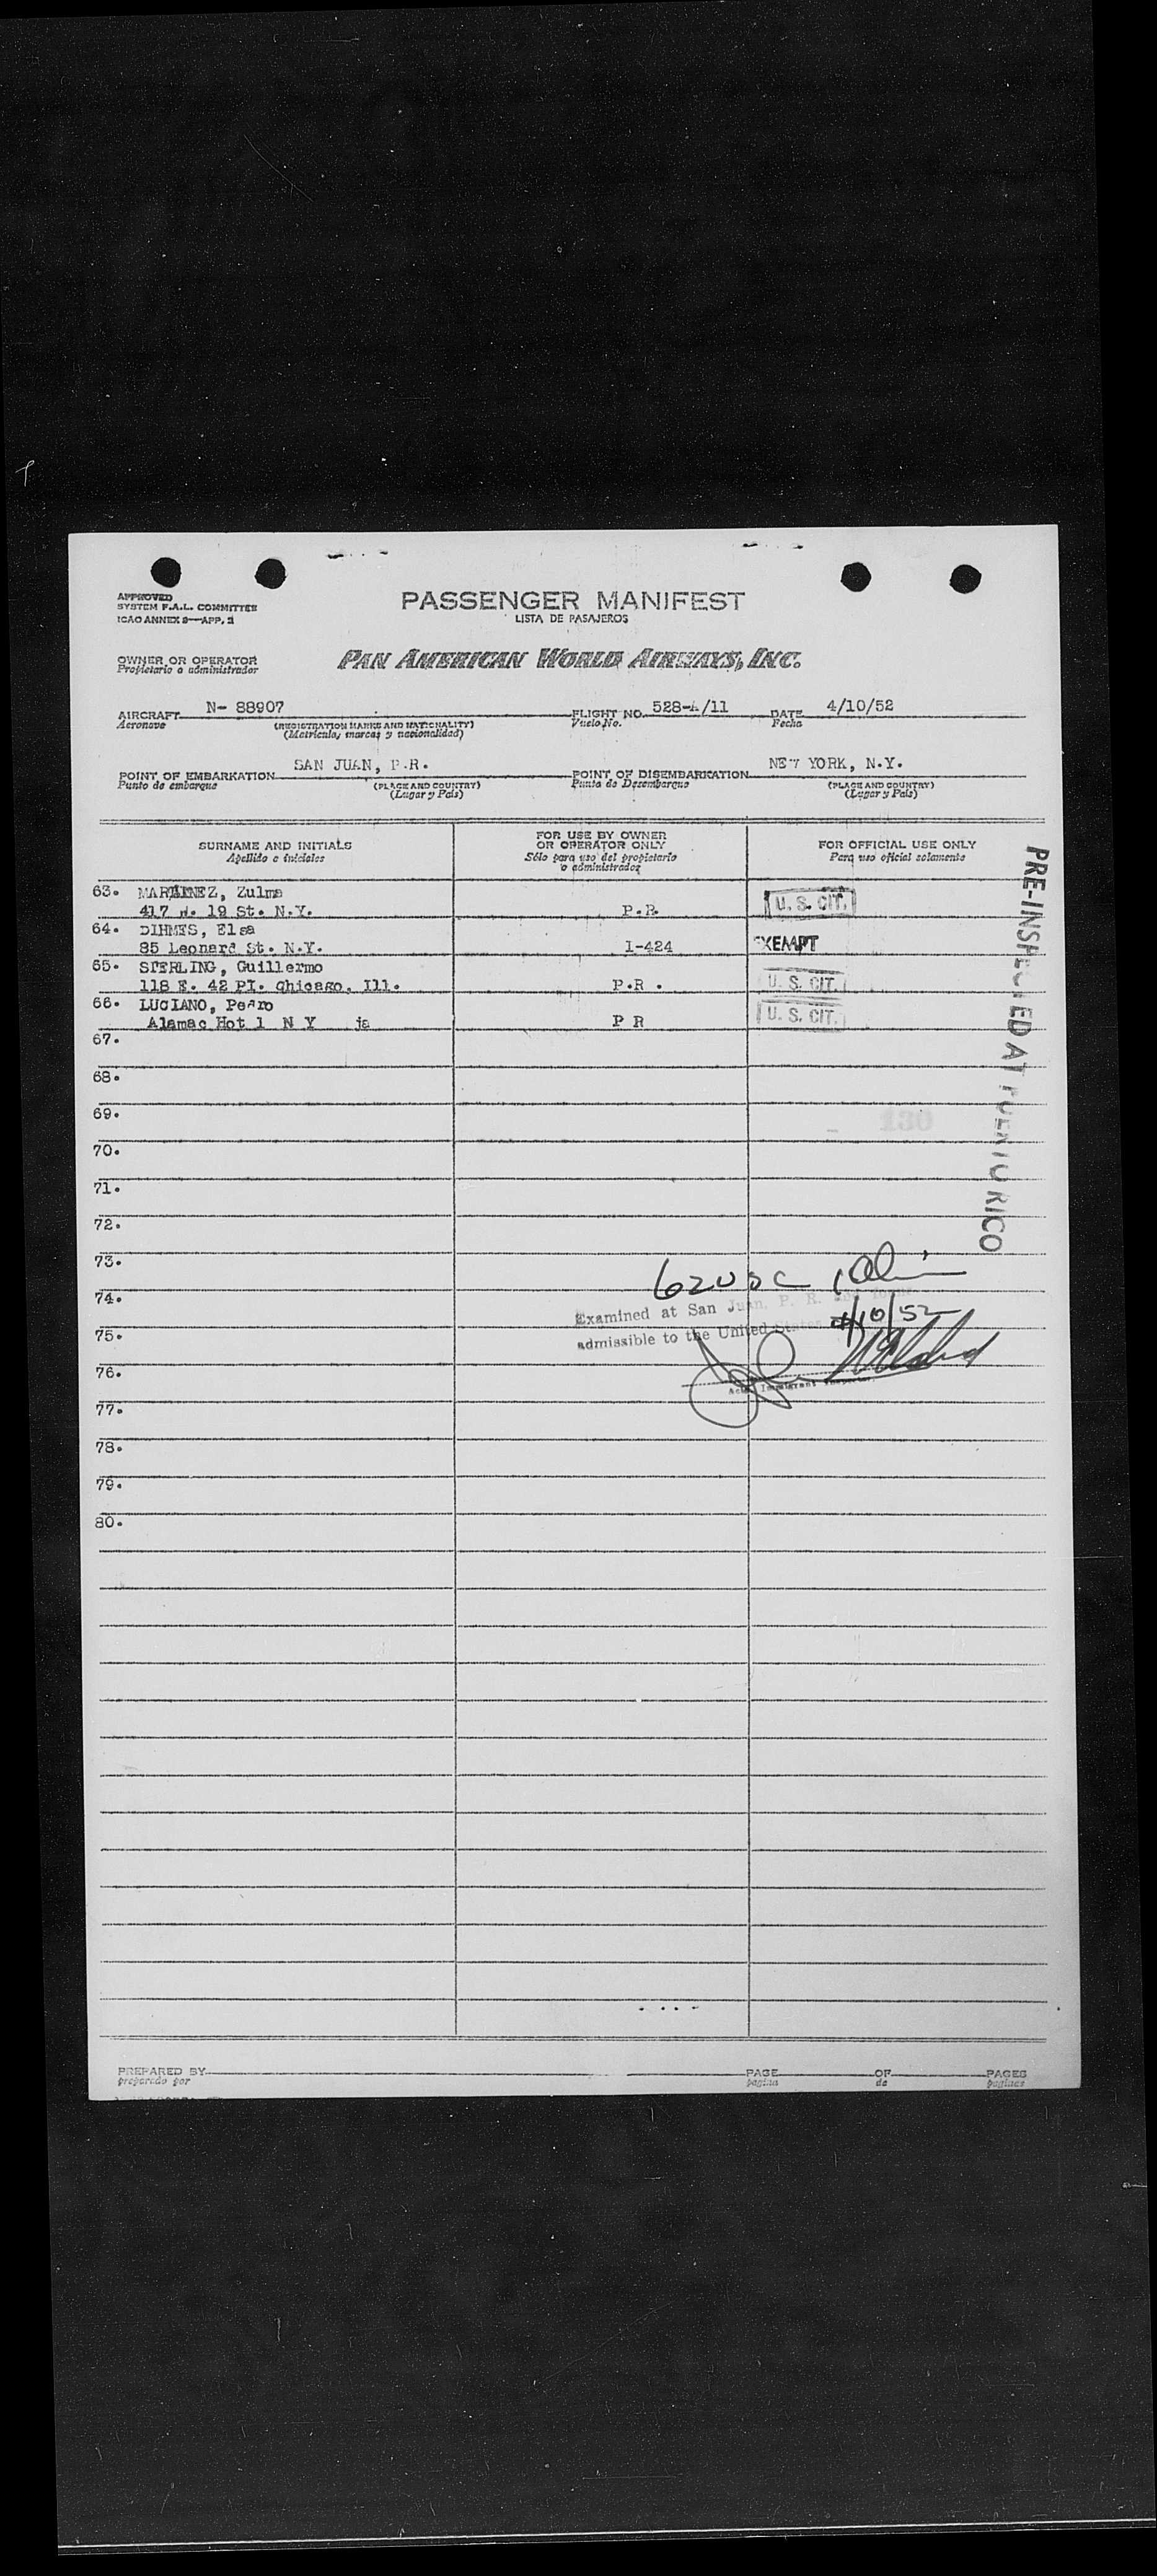 APPROVED
SYSTEM F.A.L. COMMITTEE
ICAO ANNEX 9—APP. 2
PASSENGER MANIFEST
LISTA DE PASAJEROS
OWNER OR OPERATOR
Propietario o administrador
PAN AMERICAN WORLD AIRWAYS, INC.
AIRCRAFT N- 88907 FLIGHT NO. 528-A/11 DATE 4/10/52
Aeronave (REGISTRATION MARKS AND NATIONALITY) Vuelo No. Fecha
(Matrícula, marcas y nacionalidad)
POINT OF EMBARKATION SAN JUAN, P.R. POINT OF DISEMBARKATION NEW YORK, N.Y.
Punto de embarque (PLACE AND COUNTRY) Punto de Desembarque (PLACE AND COUNTRY)
(Lugar y País) (Lugar y País)
SURNAME AND INITIALS FOR USE BY OWNER OR OPERATOR ONLY FOR OFFICIAL USE ONLY
Apellido e iniciales Sólo para uso del propietario o administrador Para uso oficial solamente
63. MARTINEZ, Zulma
417 W. 19 St. N.Y. P.R. U. S. CIT.
64. DIHMES, Elsa
85 Leonard St. N.Y. 1-424 EXEMPT
65. STERLING, Guillermo
118 E. 42 PI. Chicago, Ill. P.R. U. S. CIT.
66. LUCIANO, Pedro
Alamac Hot l N Y ja P R U. S. CIT.
67.
68.
69.
130
70.
71.
72.
73.
74.
75.
76.
77.
78.
79.
80.
PRE-INSPECTED AT PUERTO RICO
62 USC
Examined at San Juan, P. R.
4/10/52
admissible to the United States
Immigrant Inspector.
PREPARED BY PAGE OF PAGES
preparado por página de páginas